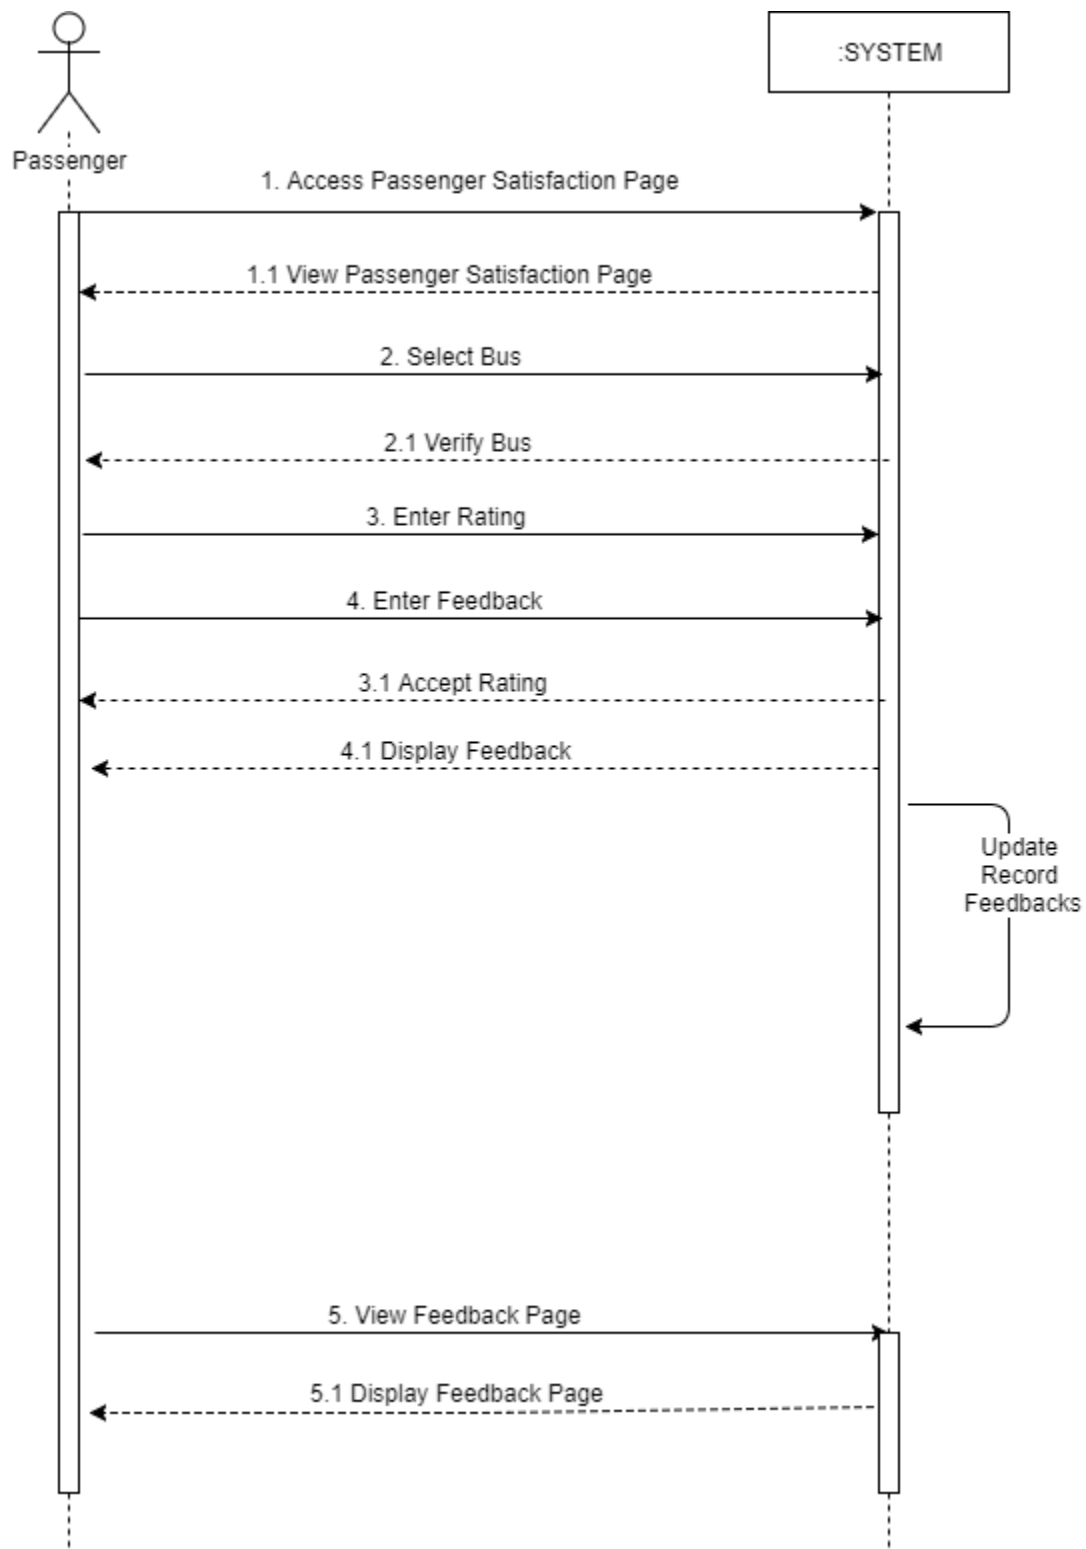 :SYSTEM
Passenger
1. Access Passenger Satisfaction Page
1.1 View Passenger Satisfaction Page
2. Select Bus
2.1 Verify Bus
3. Enter Rating
4. Enter Feedback
3.1 Accept Rating
4.1 Display Feedback
Update
Record
Feedbacks
5. View Feedback Page
5.1 Display Feedback Page